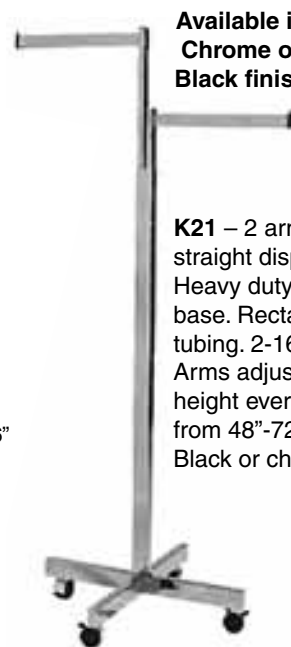 Available i
Chrome o
Black finis
K21 – 2 arm
straight disp
Heavy duty
base. Recta
tubing. 2-16
Arms adjus
height ever
from 48”-72
Black or ch
”